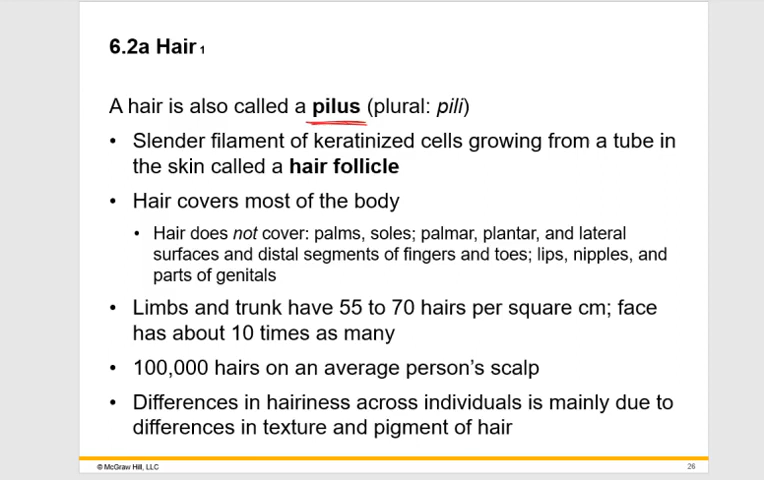 6.2a Hair 1
A hair is also called a pilus (plural: pili)
• Slender filament of keratinized cells growing from a tube in
the skin called a hair follicle
• Hair covers most of the body
• Hair does not cover: palms, soles; palmar, plantar, and lateral
surfaces and distal segments of fingers and toes; lips, nipples, and
parts of genitals
• Limbs and trunk have 55 to 70 hairs per square cm; face
has about 10 times as many
• 100,000 hairs on an average person’s scalp
• Differences in hairiness across individuals is mainly due to
differences in texture and pigment of hair
© McGraw Hill, LLC
26